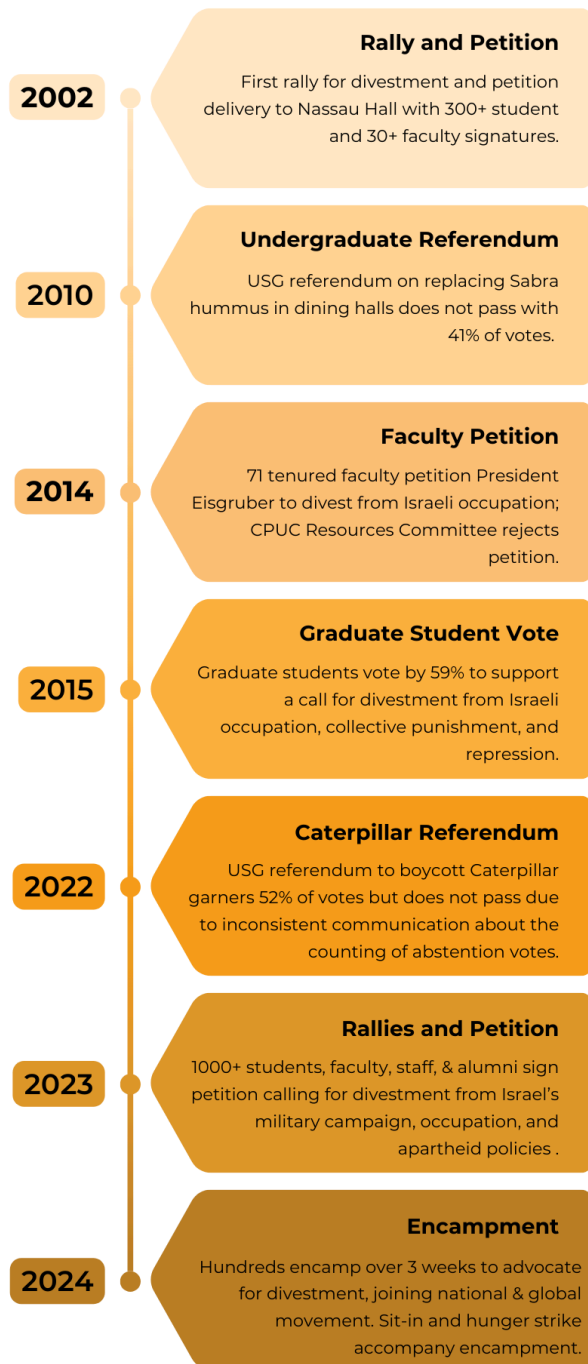 Rally and Petition
2002
First rally for divestment and petition
delivery to Nassau Hall with 300+ student
and 30+ faculty signatures.
Undergraduate Referendum
2010
USG referendum on replacing Sabra
hummus in dining halls does not pass with
41% of votes.
Faculty Petition
2014
71 tenured faculty petition President
Eisgruber to divest from Israeli occupation;
CPUC Resources Committee rejects
petition.
Graduate Student Vote
2015
Graduate students vote by 59% to support
a call for divestment from Israeli
occupation, collective punishment, and
repression.
Caterpillar Referendum
2022
USG referendum to boycott Caterpillar
garners 52% of votes but does not pass due
to inconsistent communication about the
counting of abstention votes.
Rallies and Petition
2023
1000+ students, faculty, staff, & alumni sign
petition calling for divestment from Israel’s
military campaign, occupation, and
apartheid policies .
Encampment
2024
Hundreds encamp over 3 weeks to advocate
for divestment, joining national & global
movement. Sit-in and hunger strike
accompany encampment.